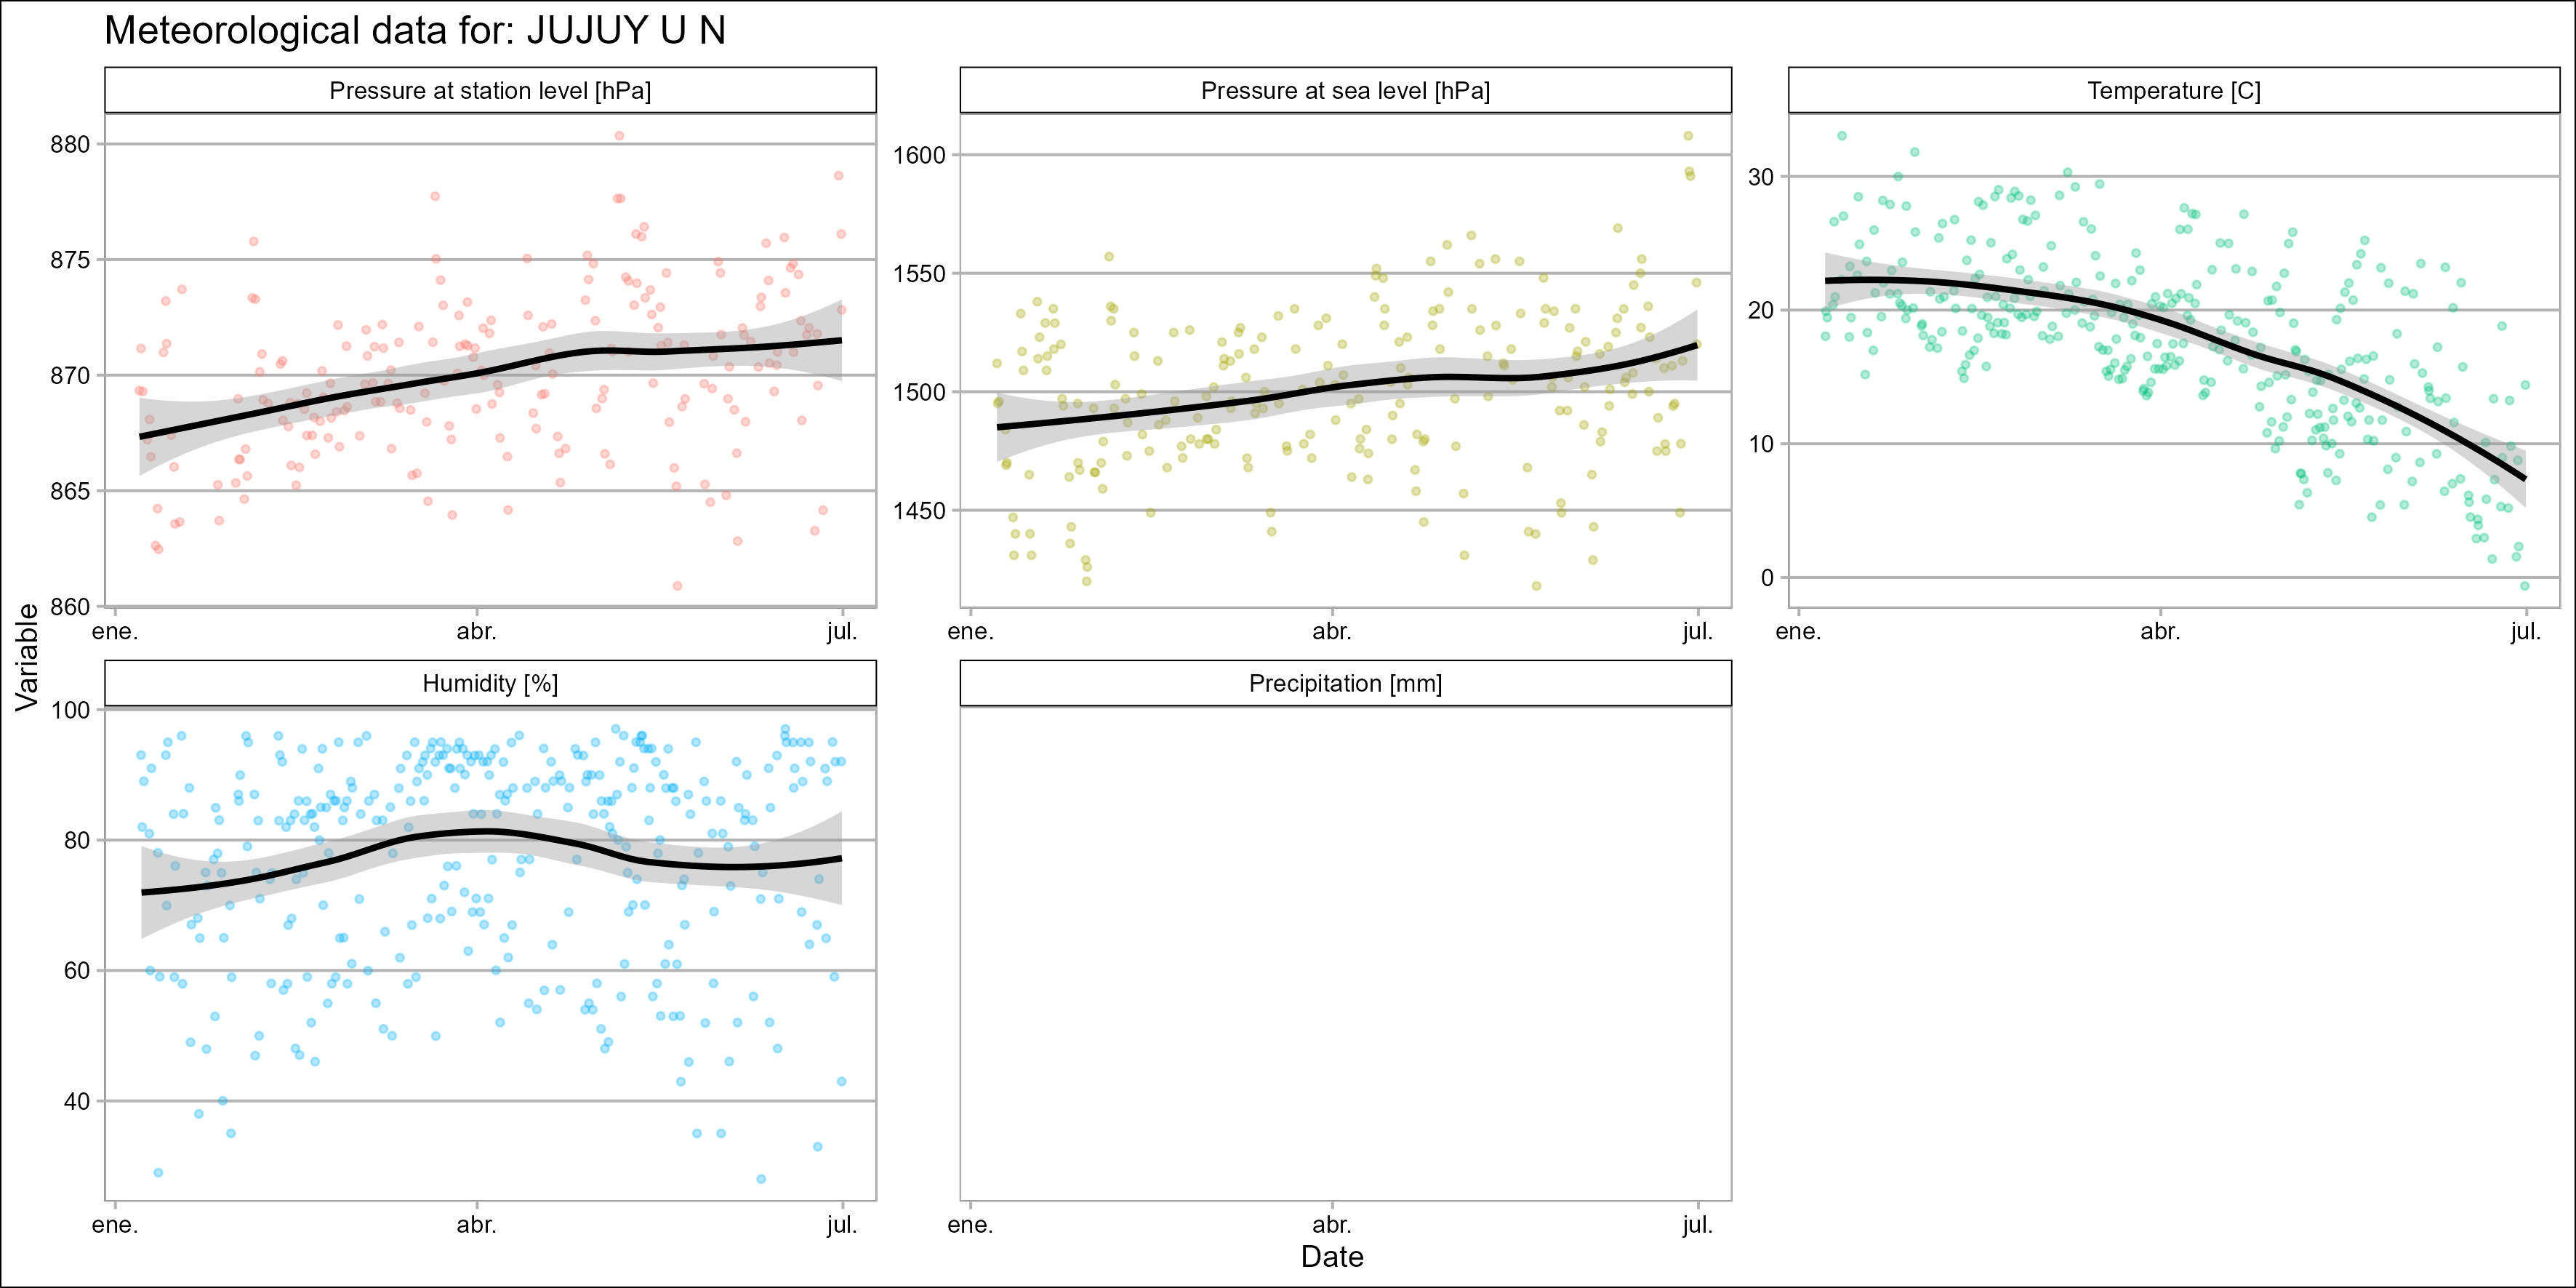 Meteorological data for: JUJUY U N
Pressure at station level [hPa]
Pressure at sea level [hPa]
Temperature [C]
880
875
870
865
860
1600
1550
1500
1450
30
20
10
0
ene.
abr.
jul.
ene.
abr.
jul.
ene.
abr.
jul.
Variable
Humidity [%]
Precipitation [mm]
100
80
60
40
ene.
abr.
jul.
ene.
abr.
jul.
Date